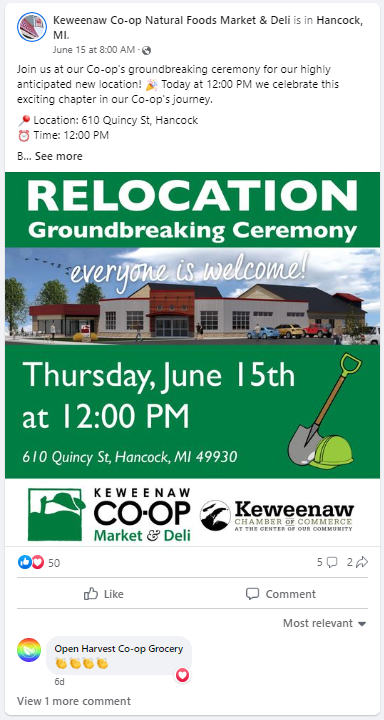 Keweenaw Co-op Natural Foods Market & Deli is in Hancock,
MI.
June 15 at 8:00 AM ·
Join us at our Co-op's groundbreaking ceremony for our highly
anticipated new location! 🎉 Today at 12:00 PM we celebrate this
exciting chapter in our Co-op's journey.
📍 Location: 610 Quincy St, Hancock
⏰ Time: 12:00 PM
B... See more
RELOCATION
Groundbreaking Ceremony
everyone is welcome!
Thursday, June 15th
at 12:00 PM
610 Quincy St, Hancock, MI 49930
KEWEENAW
CO-OP
Market & Deli
Keweenaw
CHAMBER OF COMMERCE
AT THE CENTER OF OUR COMMUNITY
50
5
2
Like
Comment
Most relevant
Open Harvest Co-op Grocery
👏👏👏👏
6d
View 1 more comment